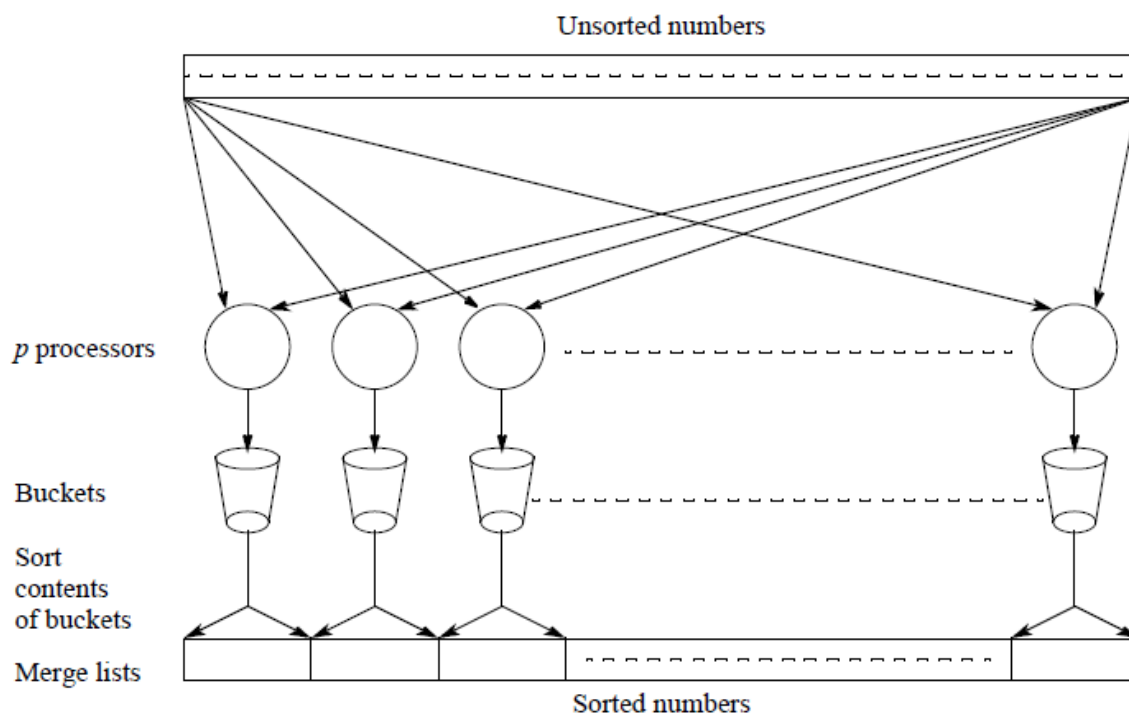 Unsorted numbers
p processors
Buckets
Sort
contents
of buckets
Merge lists
Sorted numbers